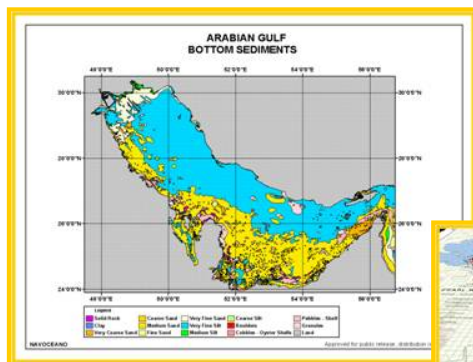 ARABIAN GULF
BOTTOM SEDIMENTS
48°0'0"E 50°0'0"E 52°0'0"E 54°0'0"E 56°0'0"E
30°0'0"N 30°0'0"N
28°0'0"N 28°0'0"N
26°0'0"N 26°0'0"N
24°0'0"N 24°0'0"N
48°0'0"E 50°0'0"E 52°0'0"E 54°0'0"E 56°0'0"E
Legend
Solid Rock Coarse Sand Very Fine Sand Coarse Silt Pebbles - Shell
Clay Medium Sand Very Fine Silt Boulders Granules
Very Coarse Sand Fine Sand Medium Silt Cobbles - Oyster Shells Land
NAVOCEANO Approved for public release, distribution